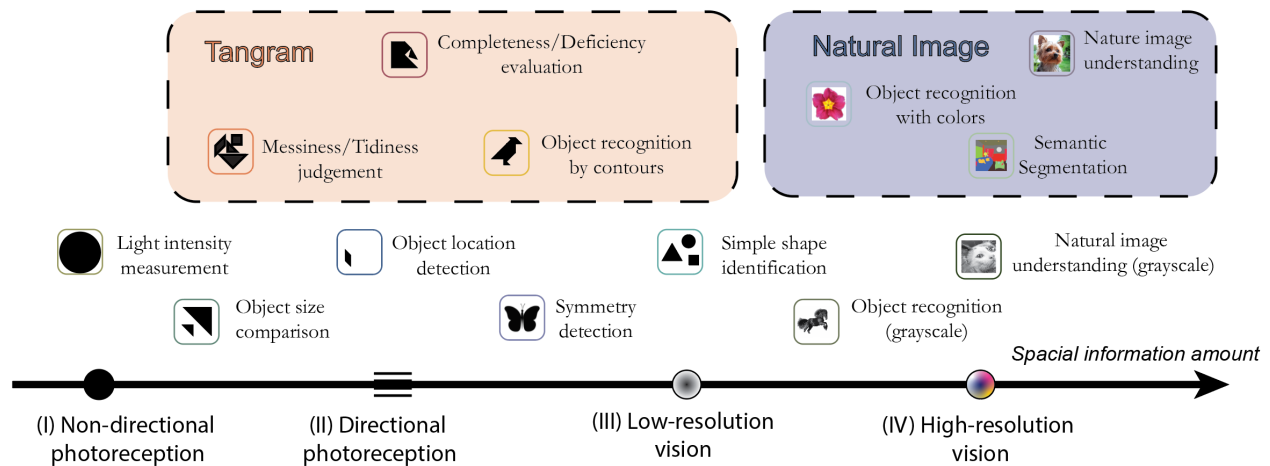 Tangram
Completeness/Deficiency
evaluation
Messiness/Tidiness
judgement
Object recognition
by contours
Natural Image
Nature image
understanding
Object recognition
with colors
Semantic
Segmentation
Light intensity
measurement
Object location
detection
Simple shape
identification
Natural image
understanding (grayscale)
Object size
comparison
Symmetry
detection
Object recognition
(grayscale)
Spacial information amount
(I) Non-directional
photoreception
(II) Directional
photoreception
(III) Low-resolution
vision
(IV) High-resolution
vision